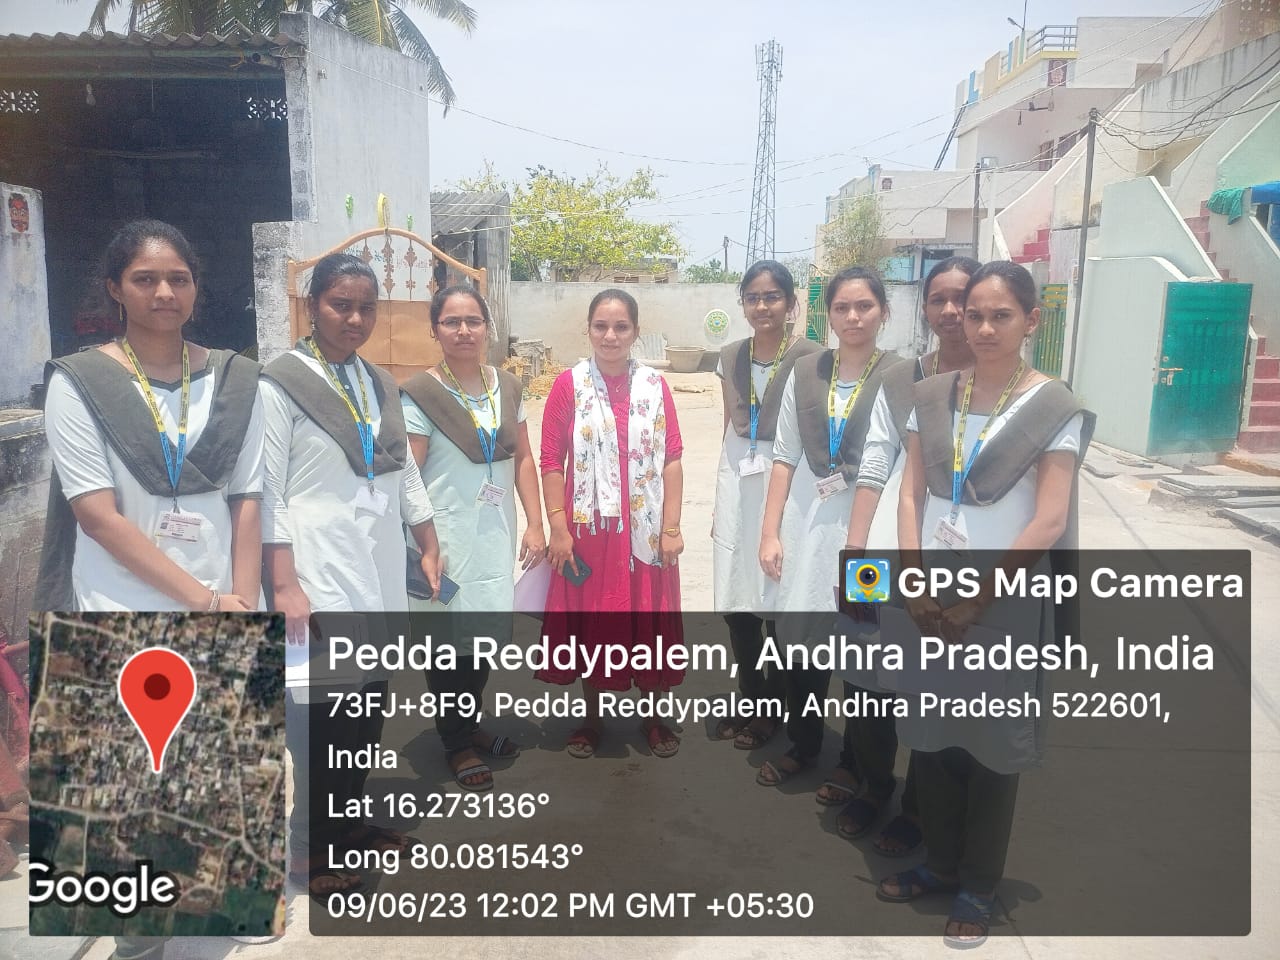 GPS Map Camera
Pedda Reddypalem, Andhra Pradesh, India
73FJ+8F9, Pedda Reddypalem, Andhra Pradesh 522601,
India
Lat 16.273136°
Long 80.081543°
09/06/23 12:02 PM GMT +05:30
Google